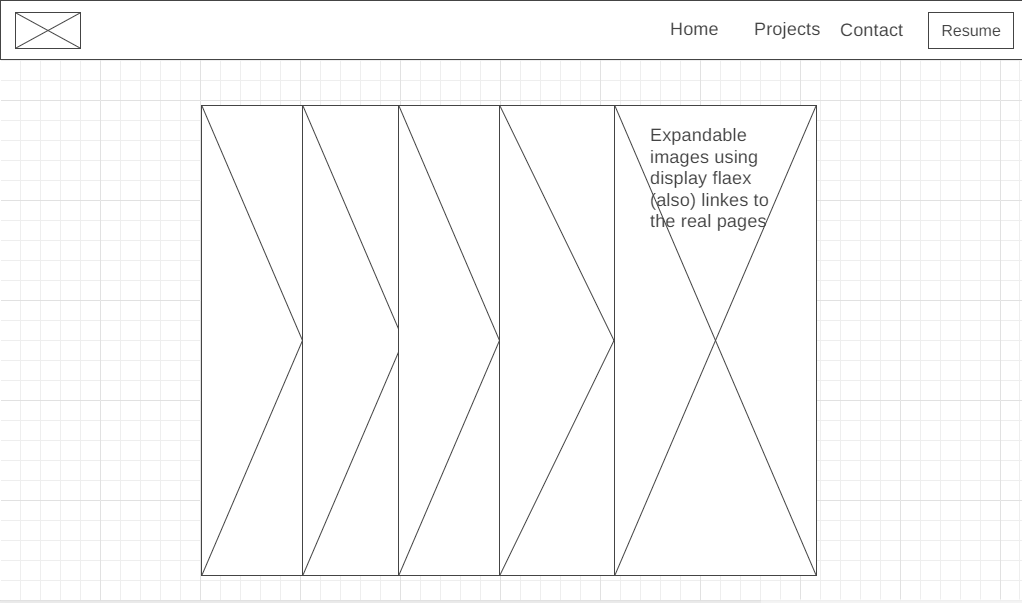 Home Projects Contact Resume
Expandable
images using
display flaex
(also) linkes to
the real pages